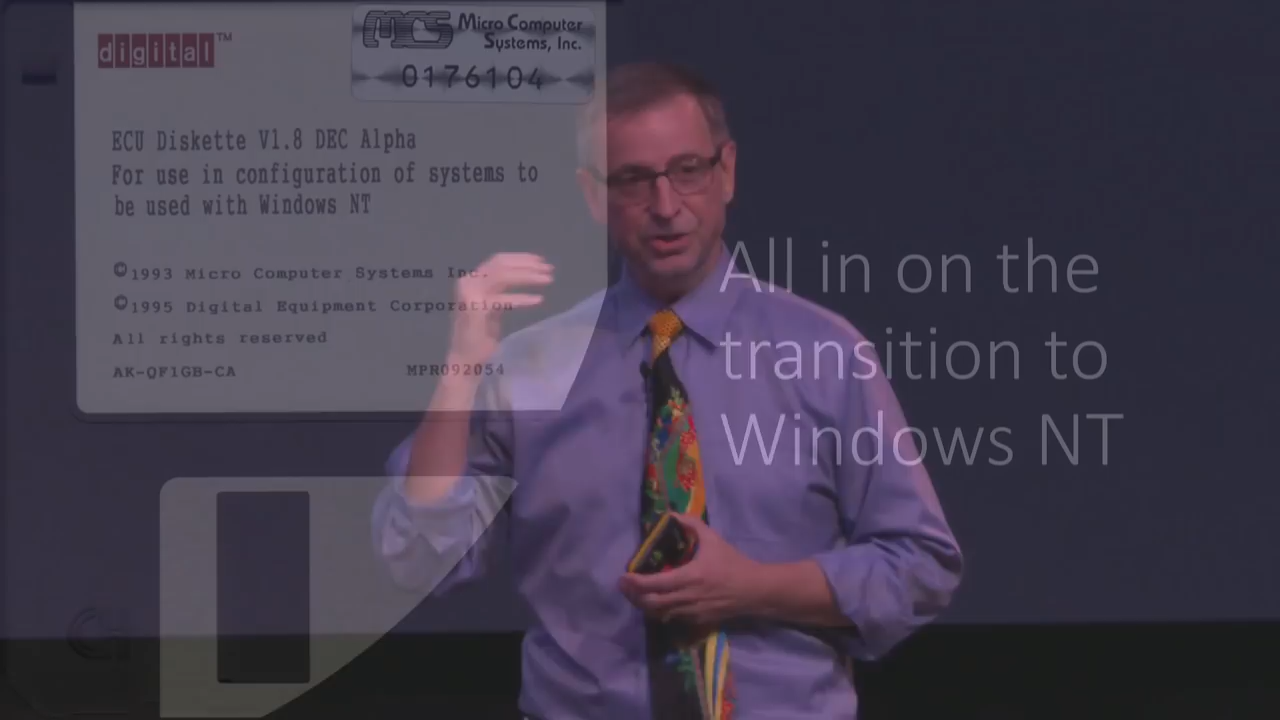 digital™
MCS Micro Computer
Systems, Inc.
0176104
ECU Diskette V1.8 DEC Alpha
For use in configuration of systems to
be used with Windows NT
©1993 Micro Computer Systems Inc.
©1995 Digital Equipment Corporation
All rights reserved
AK-QF1GB-CA MPR092054
All in on the
transition to
Windows NT